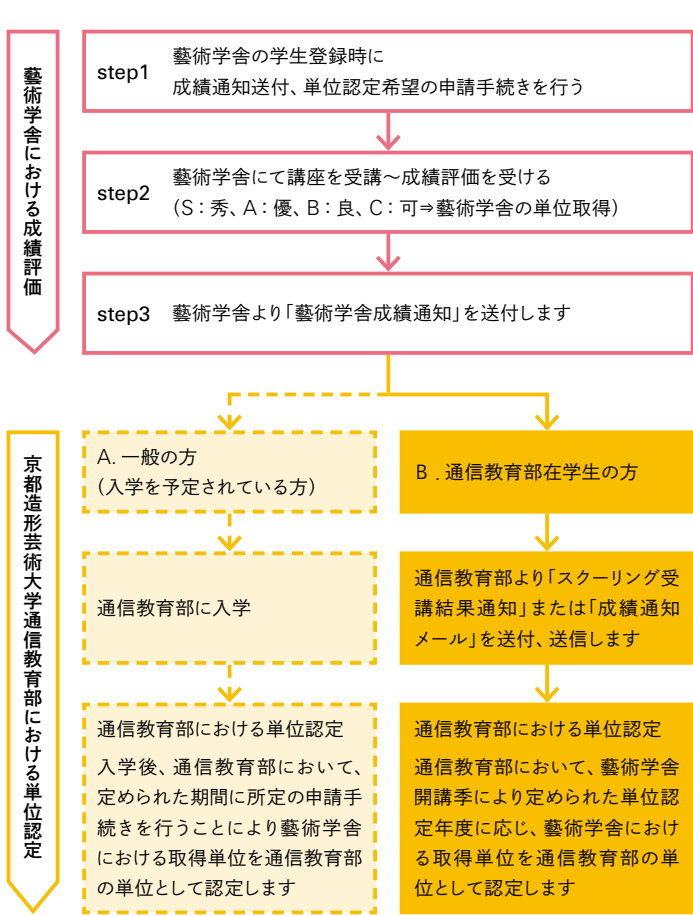 藝術学舎における成績評価
step1
藝術学舎の学生登録時に
成績通知送付、単位認定希望の申請手続きを行う
step2
藝術学舎にて講座を受講～成績評価を受ける
（S：秀、A：優、B：良、C：可⇒藝術学舎の単位取得）
step3
藝術学舎より「藝術学舎成績通知」を送付します
京都造形芸術大学通信教育部における単位認定
A. 一般の方
（入学を予定されている方）
通信教育部に入学
通信教育部における単位認定
入学後、通信教育部において、
定められた期間に所定の申請手
続きを行うことにより藝術学舎
における取得単位を通信教育部
の単位として認定します
B . 通信教育部在学生の方
通信教育部より「スクーリング受
講結果通知」または「成績通知
メール」を送付、送信します
通信教育部における単位認定
通信教育部において、藝術学舎
開講季により定められた単位認
定年度に応じ、藝術学舎におけ
る取得単位を通信教育部の単
位として認定します